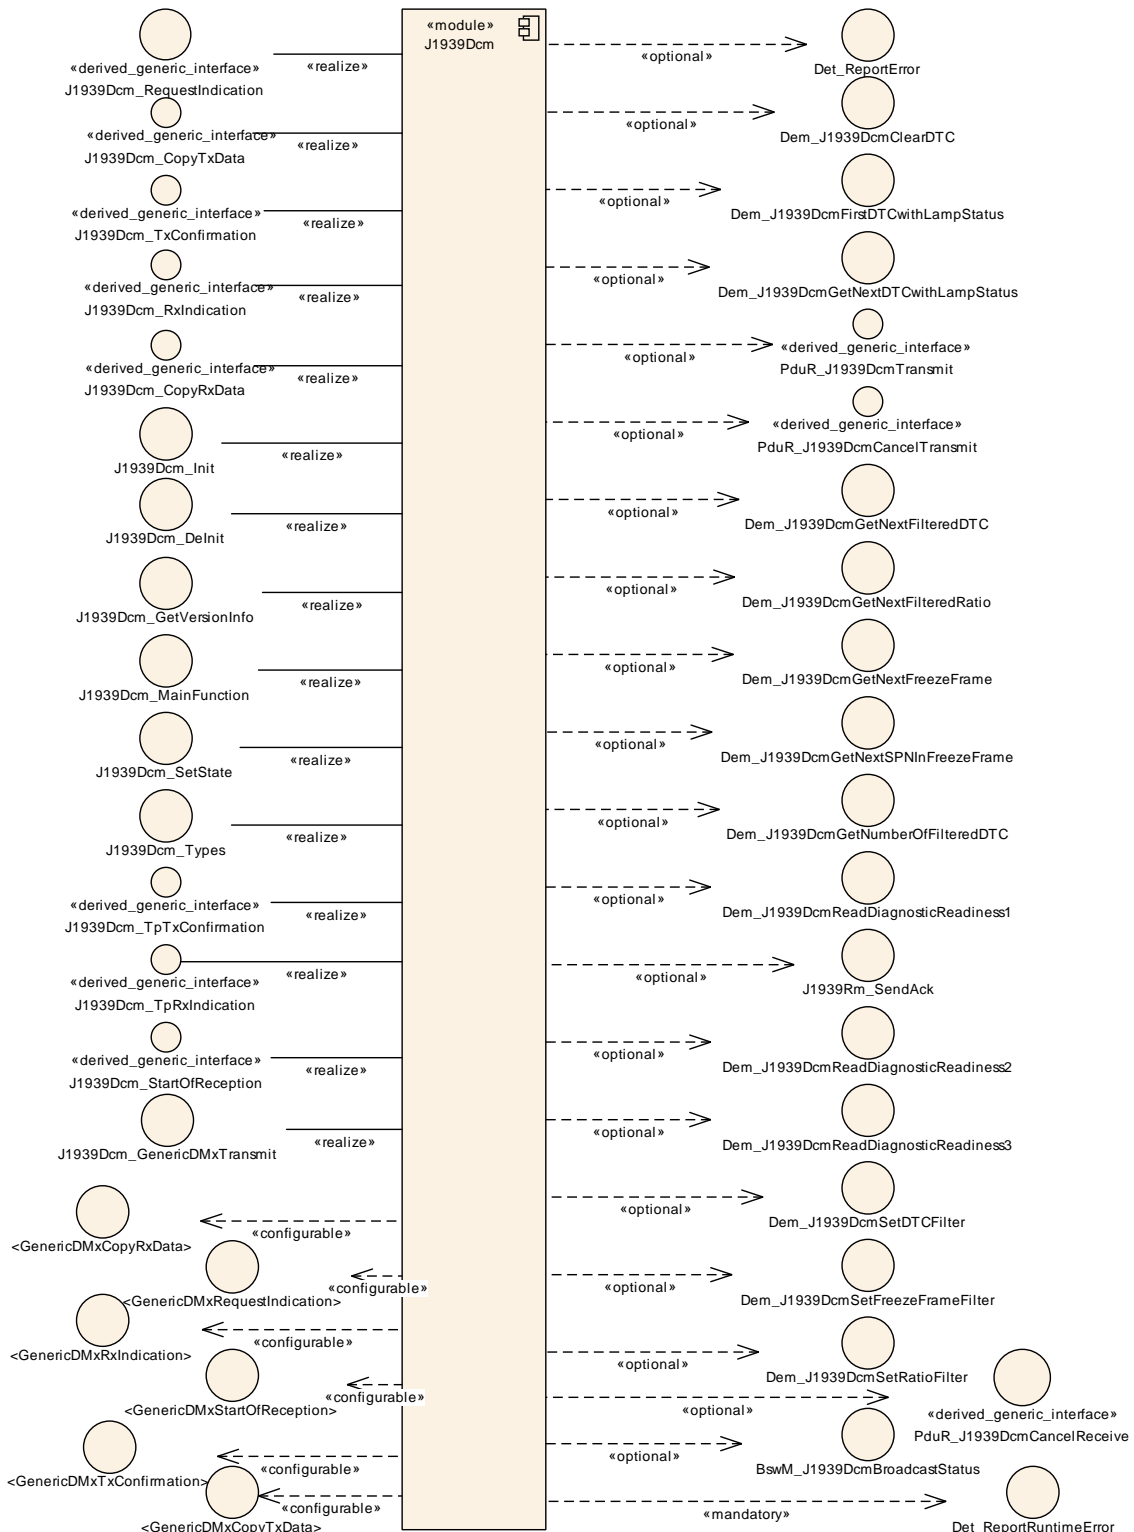 «module»
J1939Dcm
«derived_generic_interface»
J1939Dcm_RequestIndication
«realize»
«derived_generic_interface»
J1939Dcm_CopyTxData
«realize»
«derived_generic_interface»
J1939Dcm_TxConfirmation
«realize»
«derived_generic_interface»
J1939Dcm_RxIndication
«realize»
«derived_generic_interface»
J1939Dcm_CopyRxData
«realize»
J1939Dcm_Init
«realize»
J1939Dcm_DeInit
«realize»
J1939Dcm_GetVersionInfo
«realize»
J1939Dcm_MainFunction
«realize»
J1939Dcm_SetState
«realize»
J1939Dcm_Types
«realize»
«derived_generic_interface»
J1939Dcm_TpTxConfirmation
«realize»
«derived_generic_interface»
J1939Dcm_TpRxIndication
«realize»
«derived_generic_interface»
J1939Dcm_StartOfReception
«realize»
J1939Dcm_GenericDMxTransmit
«realize»
<GenericDMxCopyRxData>
«configurable»
<GenericDMxRequestIndication>
«configurable»
<GenericDMxRxIndication>
«configurable»
<GenericDMxStartOfReception>
«configurable»
<GenericDMxTxConfirmation>
«configurable»
<GenericDMxCopyTxData>
«configurable»
«optional»
Det_ReportError
«optional»
Dem_J1939DcmClearDTC
«optional»
Dem_J1939DcmFirstDTCwithLampStatus
«optional»
Dem_J1939DcmGetNextDTCwithLampStatus
«optional»
«derived_generic_interface»
PduR_J1939DcmTransmit
«optional»
«derived_generic_interface»
PduR_J1939DcmCancelTransmit
«optional»
Dem_J1939DcmGetNextFilteredDTC
«optional»
Dem_J1939DcmGetNextFilteredRatio
«optional»
Dem_J1939DcmGetNextFreezeFrame
«optional»
Dem_J1939DcmGetNextSPNInFreezeFrame
«optional»
Dem_J1939DcmGetNumberOfFilteredDTC
«optional»
Dem_J1939DcmReadDiagnosticReadiness1
«optional»
J1939Rm_SendAck
«optional»
Dem_J1939DcmReadDiagnosticReadiness2
«optional»
Dem_J1939DcmReadDiagnosticReadiness3
«optional»
Dem_J1939DcmSetDTCFilter
«optional»
Dem_J1939DcmSetFreezeFrameFilter
«optional»
Dem_J1939DcmSetRatioFilter
«optional»
«derived_generic_interface»
PduR_J1939DcmCancelReceive
«optional»
BswM_J1939DcmBroadcastStatus
«mandatory»
Det_ReportRuntimeError